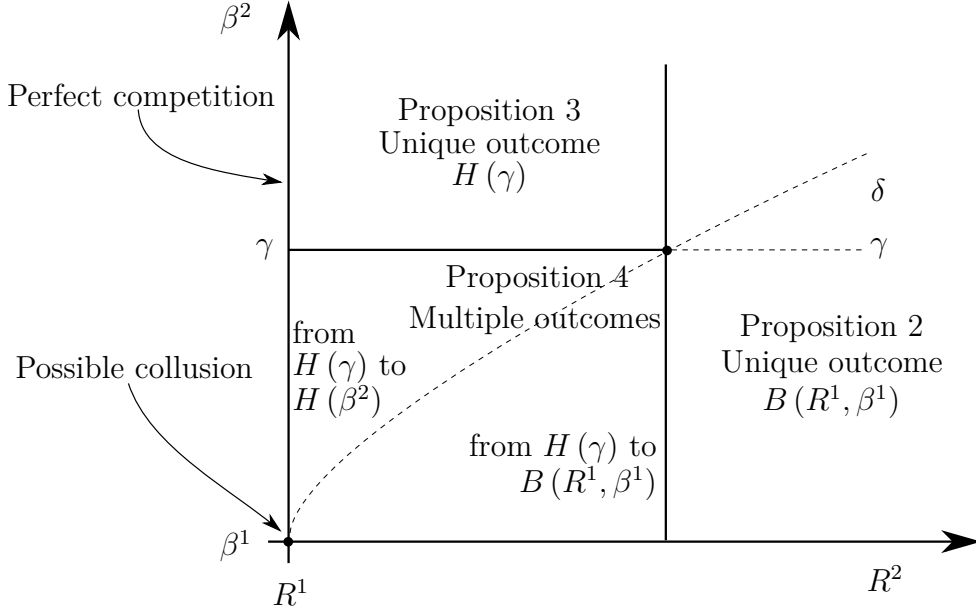 β²
Perfect competition
Proposition 3
Unique outcome
H (γ)
δ
γ
γ
Proposition 4
Multiple outcomes
from
H (γ) to
H(β²)
Possible collusion
Proposition 2
Unique outcome
B (R¹, β¹)
from H (γ) to
B (R¹, β¹)
β¹
R¹
R²